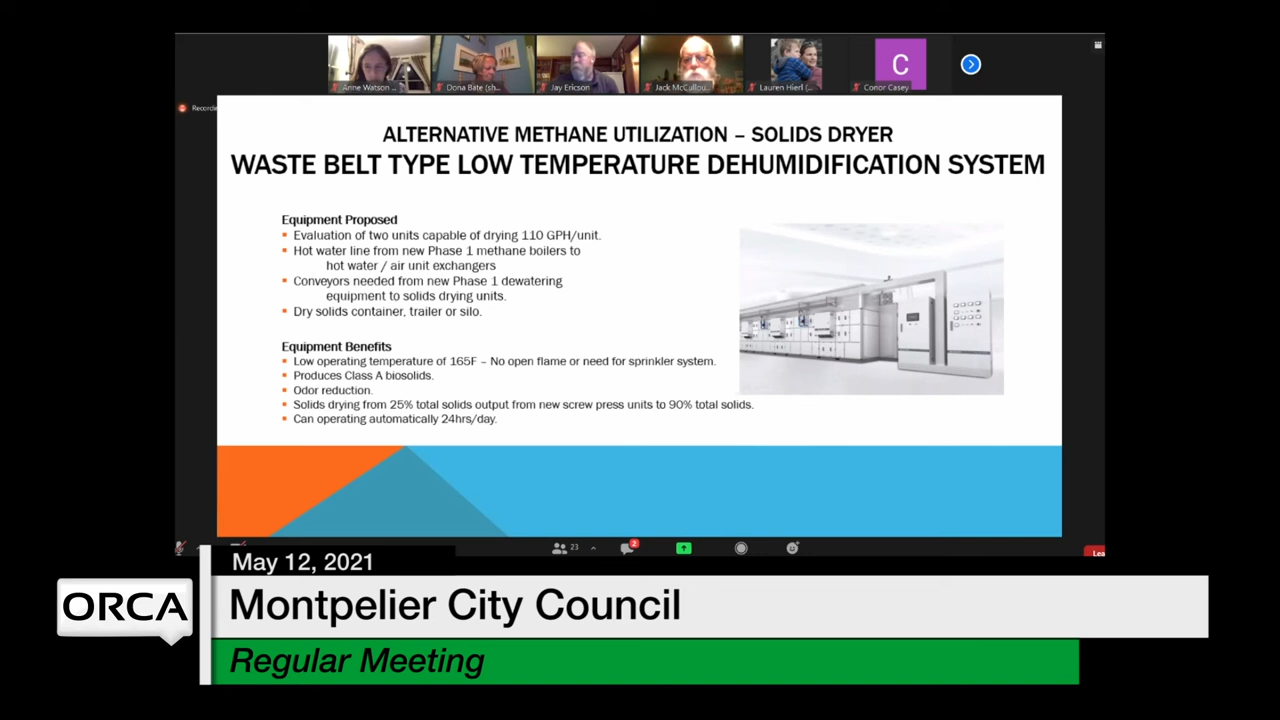 Anne Watson ...
Dona Bate (sh...
Jay Ericson
Jack McCullou...
Lauren Hierl (...
C
Conor Casey
Recordin
ALTERNATIVE METHANE UTILIZATION – SOLIDS DRYER
WASTE BELT TYPE LOW TEMPERATURE DEHUMIDIFICATION SYSTEM
Equipment Proposed
▪ Evaluation of two units capable of drying 110 GPH/unit.
▪ Hot water line from new Phase 1 methane boilers to
hot water / air unit exchangers
▪ Conveyors needed from new Phase 1 dewatering
equipment to solids drying units.
▪ Dry solids container, trailer or silo.
Equipment Benefits
▪ Low operating temperature of 165F – No open flame or need for sprinkler system.
▪ Produces Class A biosolids.
▪ Odor reduction.
▪ Solids drying from 25% total solids output from new screw press units to 90% total solids.
▪ Can operating automatically 24hrs/day.
23
2
Lea
May 12, 2021
ORCA
Montpelier City Council
Regular Meeting